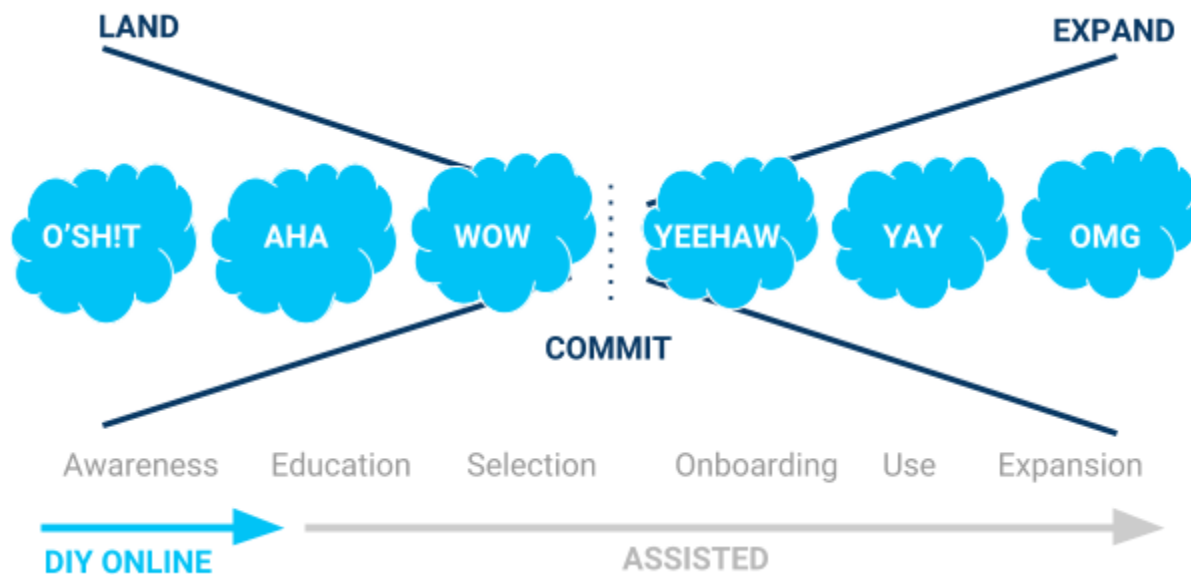 LAND
EXPAND
O'SH!T
AHA
WOW
YEEHAW
YAY
OMG
COMMIT
Awareness
Education
Selection
Onboarding
Use
Expansion
DIY ONLINE
ASSISTED